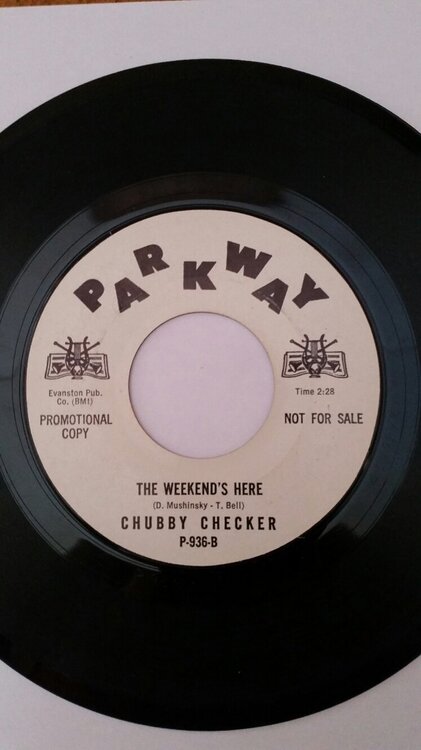 PARKWAY
Evanston Pub.
Co. (BMI)
Time 2:28
PROMOTIONAL
COPY
NOT FOR SALE
THE WEEKEND'S HERE
(D. Mushinsky - T. Bell)
CHUBBY CHECKER
P-936-B